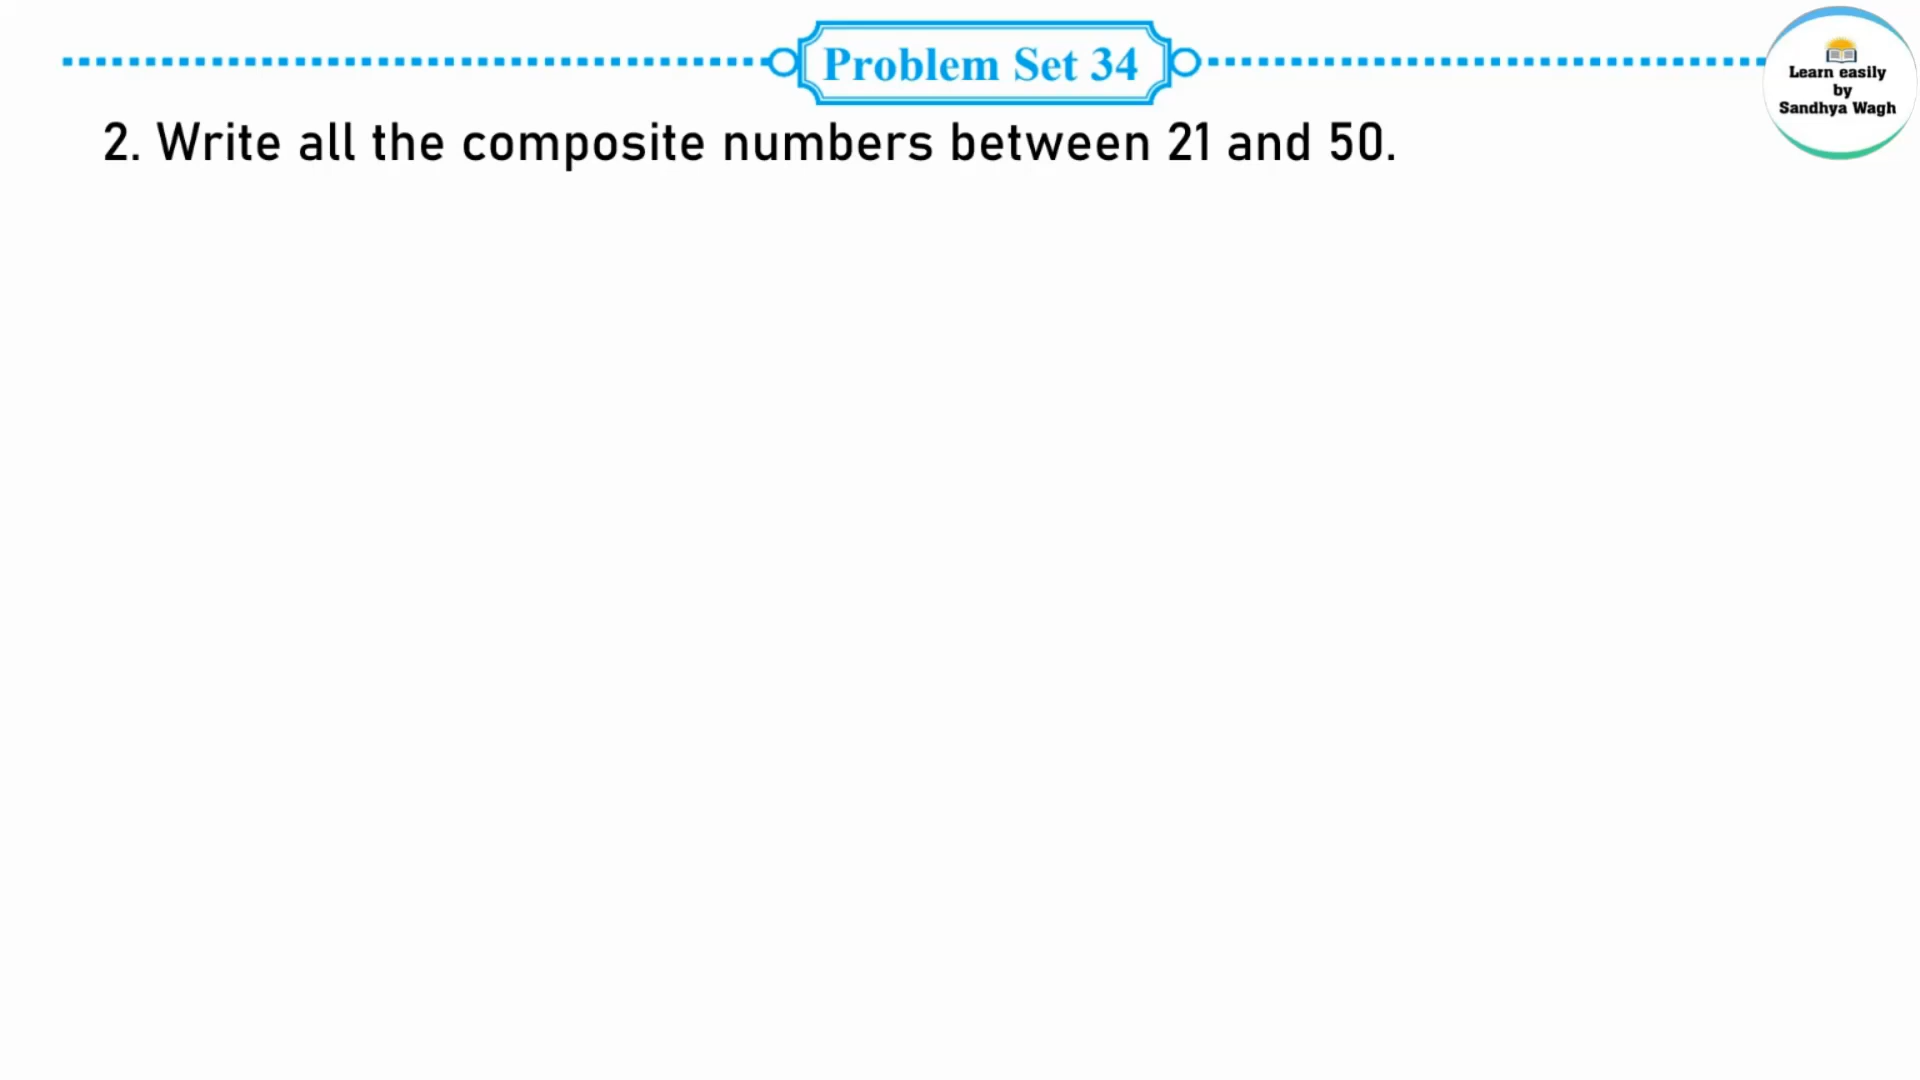 Problem Set 34
Learn easily
by
Sandhya Wagh
2. Write all the composite numbers between 21 and 50.